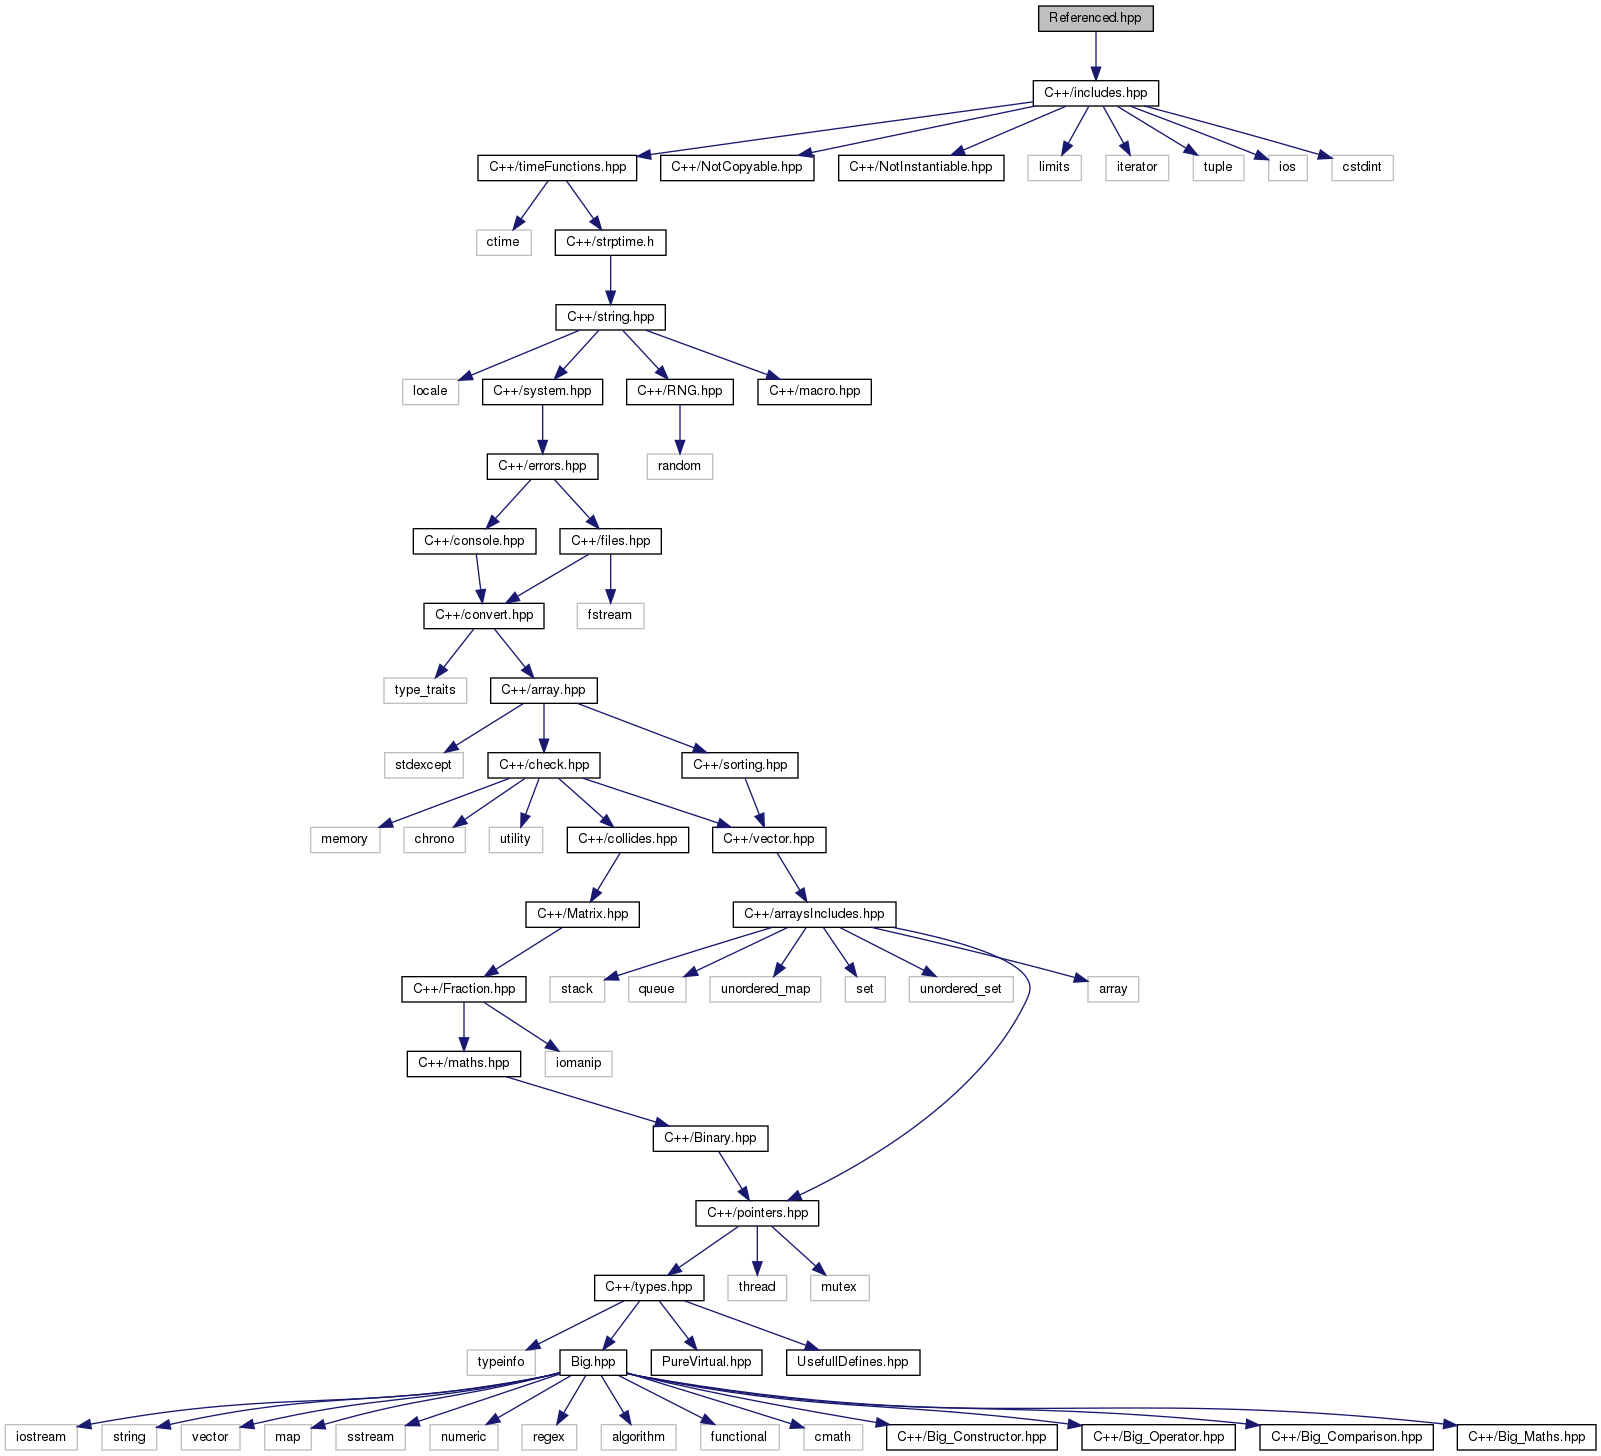 Referenced.hpp
C++/includes.hpp
C++/timeFunctions.hpp
C++/NotCopyable.hpp
C++/NotInstantiable.hpp
limits
iterator
tuple
ios
cstdint
ctime
C++/strptime.h
C++/string.hpp
locale
C++/system.hpp
C++/RNG.hpp
C++/macro.hpp
C++/errors.hpp
random
C++/console.hpp
C++/files.hpp
C++/convert.hpp
fstream
type_traits
C++/array.hpp
stdexcept
C++/check.hpp
C++/sorting.hpp
memory
chrono
utility
C++/collides.hpp
C++/vector.hpp
C++/Matrix.hpp
C++/arraysIncludes.hpp
C++/Fraction.hpp
stack
queue
unordered_map
set
unordered_set
array
C++/maths.hpp
iomanip
C++/Binary.hpp
C++/pointers.hpp
C++/types.hpp
thread
mutex
typeinfo
Big.hpp
PureVirtual.hpp
UsefullDefines.hpp
iostream
string
vector
map
sstream
numeric
regex
algorithm
functional
cmath
C++/Big_Constructor.hpp
C++/Big_Operator.hpp
C++/Big_Comparison.hpp
C++/Big_Maths.hpp